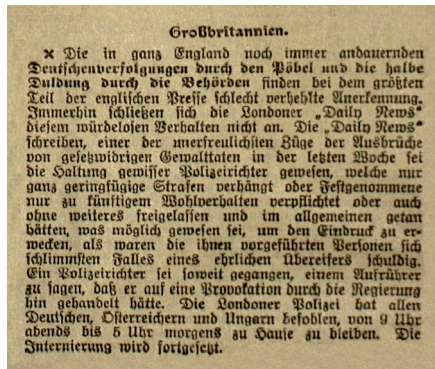 Großbritannien.
× Die in ganz England noch immer andauernden
Deutschenverfolgungen durch den Pöbel und die halbe
Duldung durch die Behörden finden bei dem größten
Teil der englischen Presse schlecht verhehlte Anerkennung.
Immerhin schließen sich die Londoner „Daily News“
diesem würdelosen Verhalten nicht an. Die „Daily News“
schreiben, einer der unerfreulichsten Züge der Ausbrüche
von gesetzwidrigen Gewalttaten in der letzten Woche sei
die Haltung gewisser Polizeirichter gewesen, welche nur
ganz geringfügige Strafen verhängt oder Festgenommene
nur zu künftigem Wohlverhalten verpflichtet oder auch
ohne weiteres freigelassen und im allgemeinen getan
hätten, was möglich gewesen sei, um den Eindruck zu er-
wecken, als waren die ihnen vorgeführten Personen sich
schlimmsten Falles eines ehrlichen Übereifers schuldig.
Ein Polizeirichter sei soweit gegangen, einem Aufrührer
zu sagen, daß er auf eine Provokation durch die Regierung
hin gehandelt hätte. Die Londoner Polizei hat allen
Deutschen, Österreichern und Ungarn befohlen, von 9 Uhr
abends bis 5 Uhr morgens zu Hause zu bleiben. Die
Internierung wird fortgesetzt.